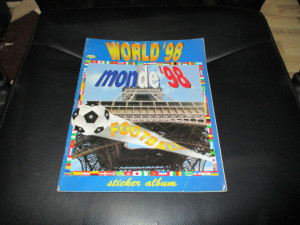 WORLD '98
monde '98
FOOTBALL
sticker album